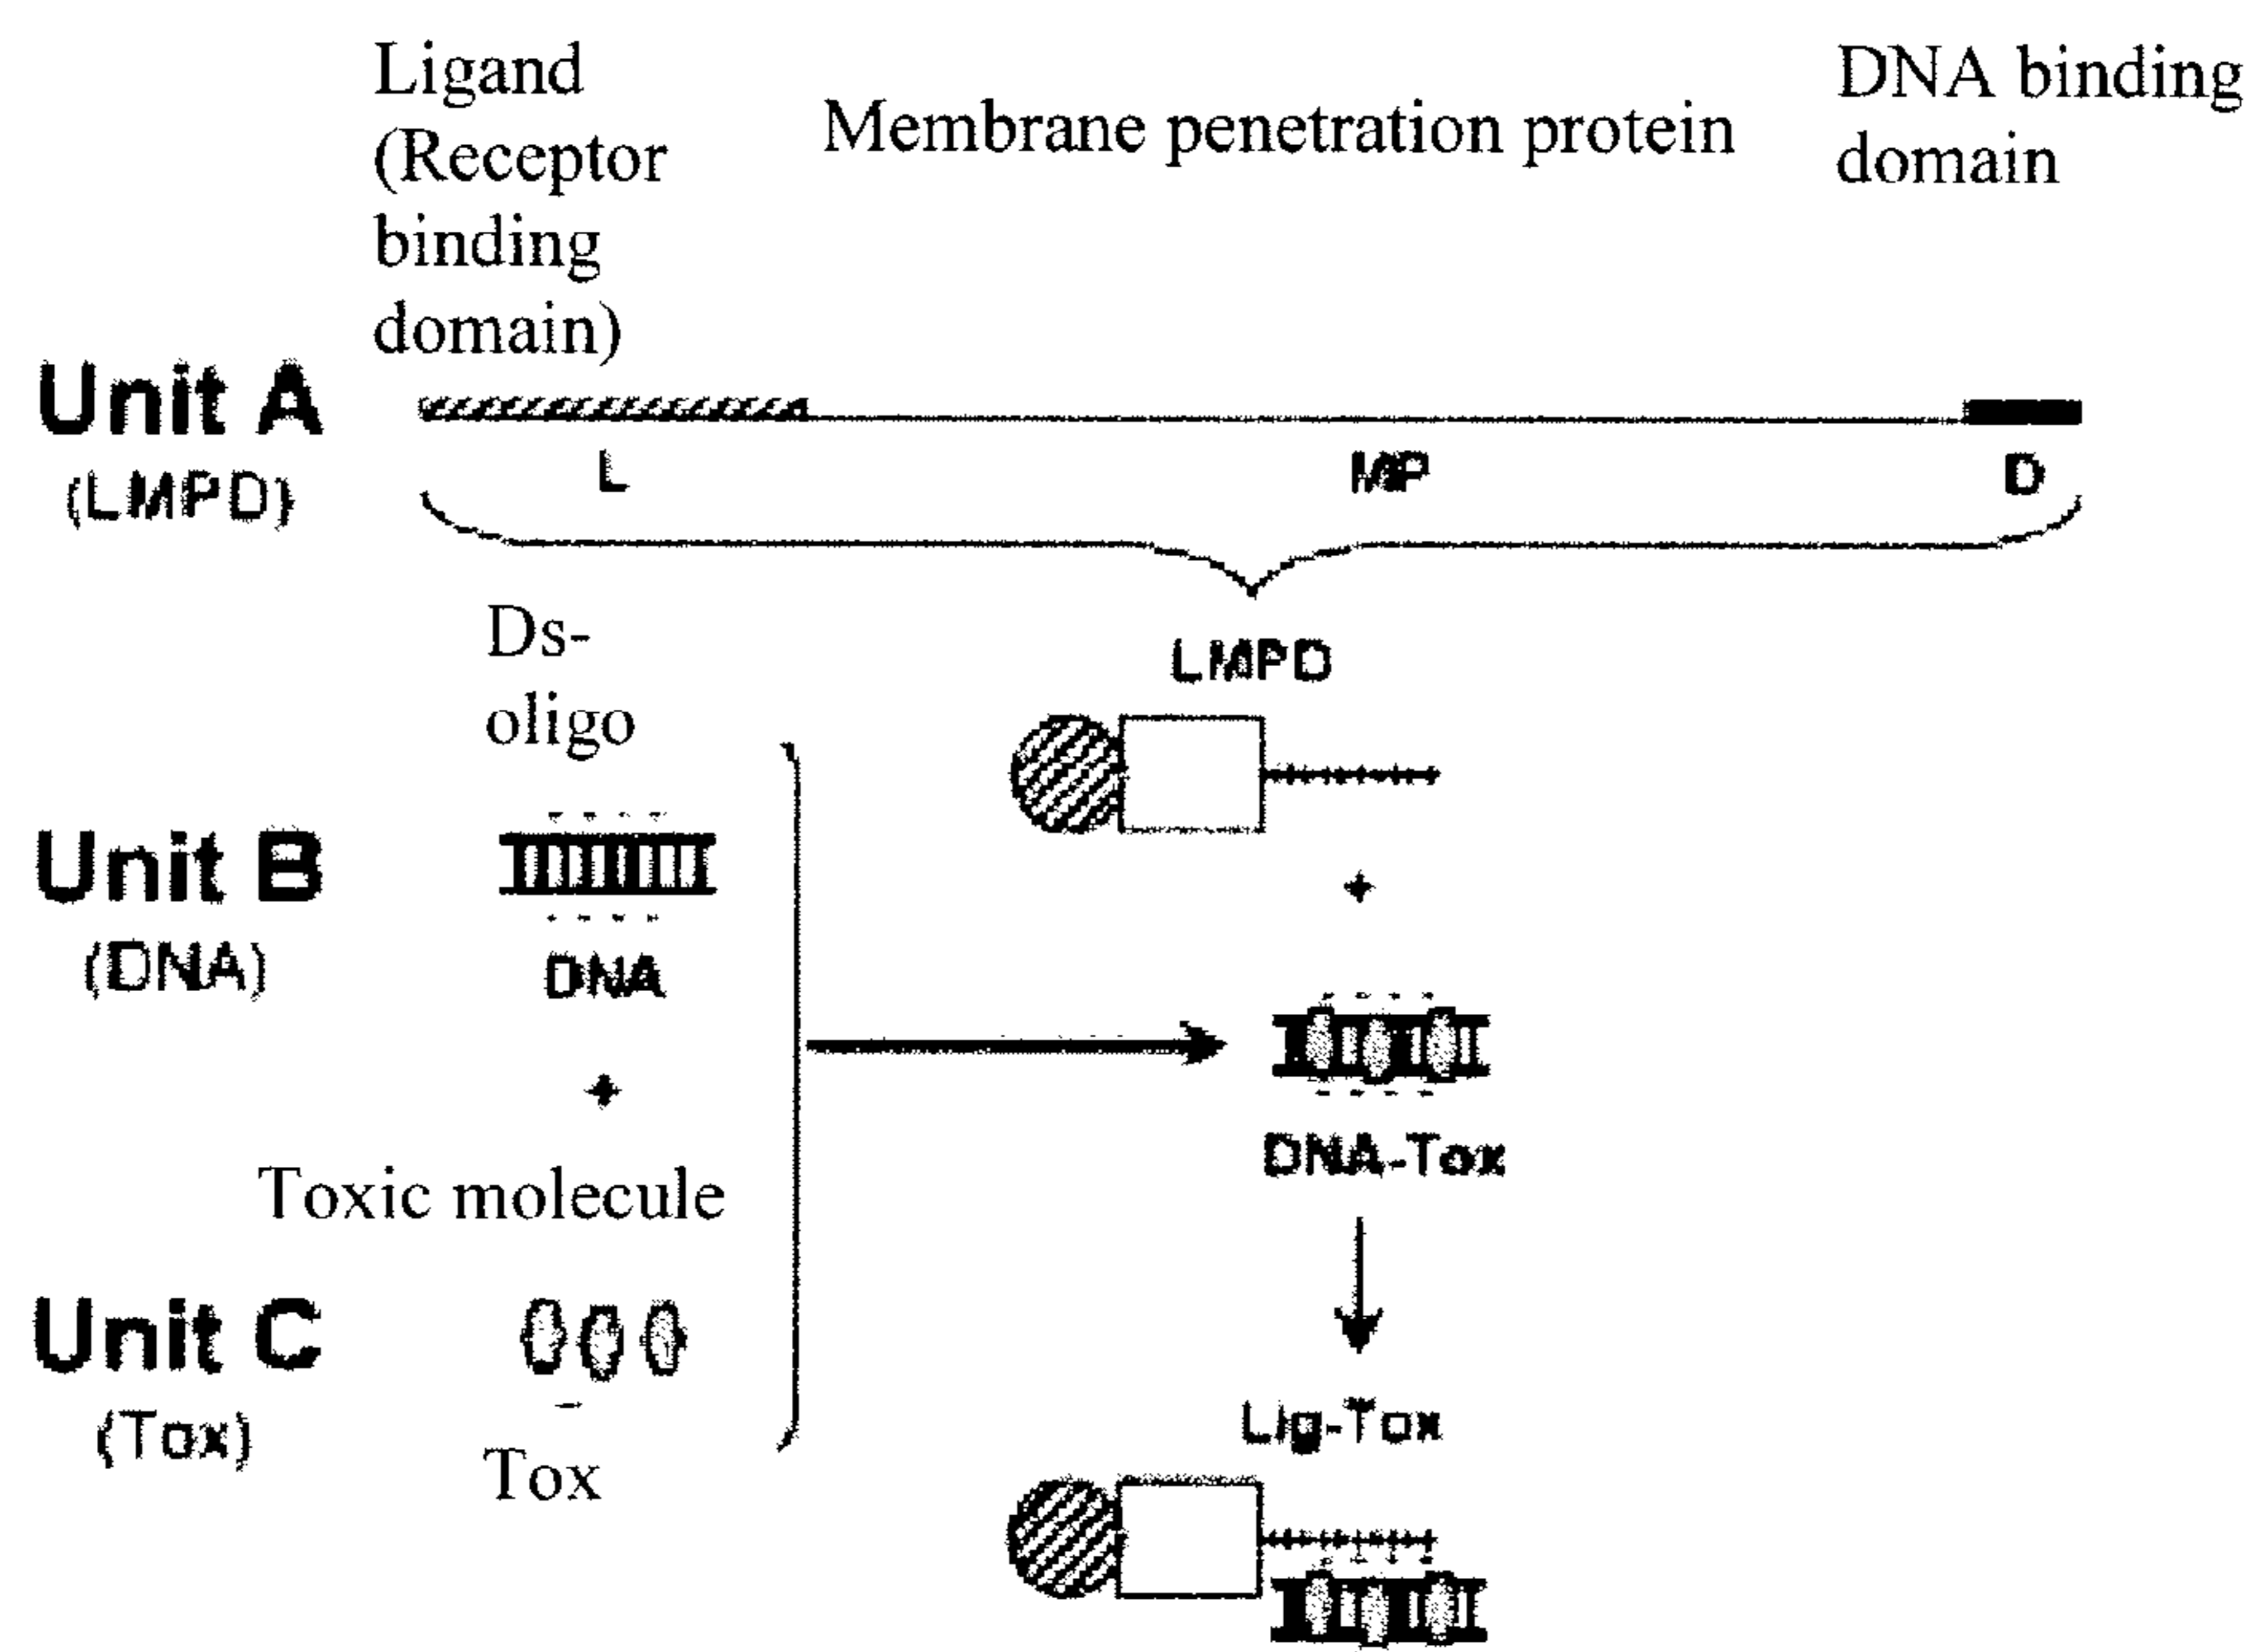 Ligand
(Receptor
binding
domain)
Membrane penetration protein
DNA binding
domain
Unit A
(LMPD)
L
MP
D
Ds-
oligo
LMPD
Unit B
(DNA)
DNA
+
+
DNA-Tox
Toxic molecule
Unit C
(Tox)
Tox
Lig-Tox